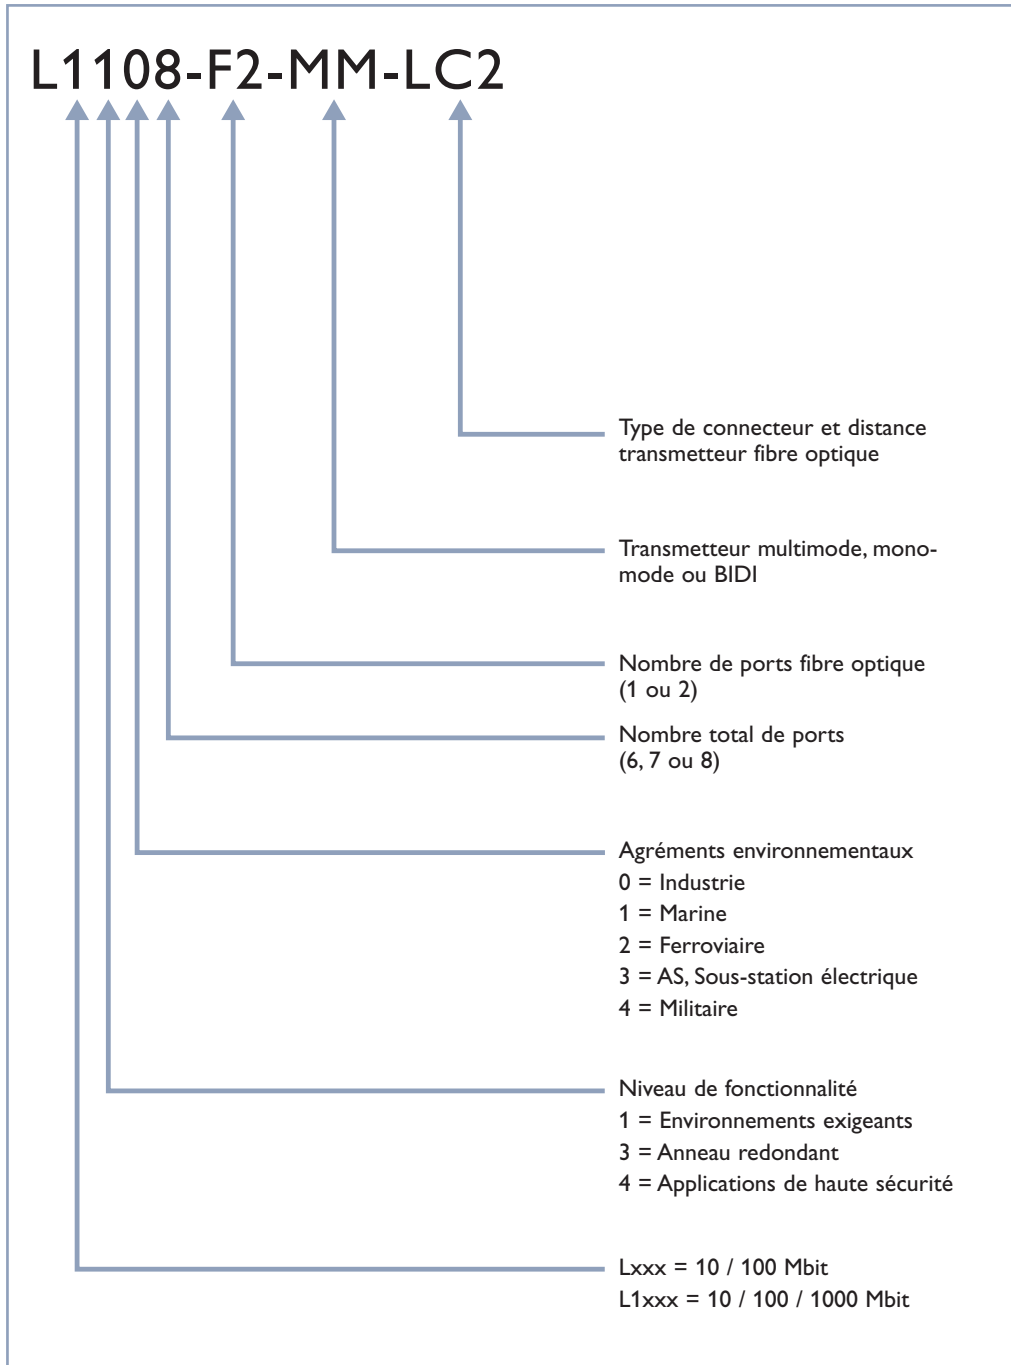 L1108-F2-MM-LC2
Type de connecteur et distance
transmetteur fibre optique
Transmetteur multimode, mono-
mode ou BIDI
Nombre de ports fibre optique
(1 ou 2)
Nombre total de ports
(6, 7 ou 8)
Agréments environnementaux
0 = Industrie
1 = Marine
2 = Ferroviaire
3 = AS, Sous-station électrique
4 = Militaire
Niveau de fonctionnalité
1 = Environnements exigeants
3 = Anneau redondant
4 = Applications de haute sécurité
Lxxx = 10 / 100 Mbit
L1xxx = 10 / 100 / 1000 Mbit